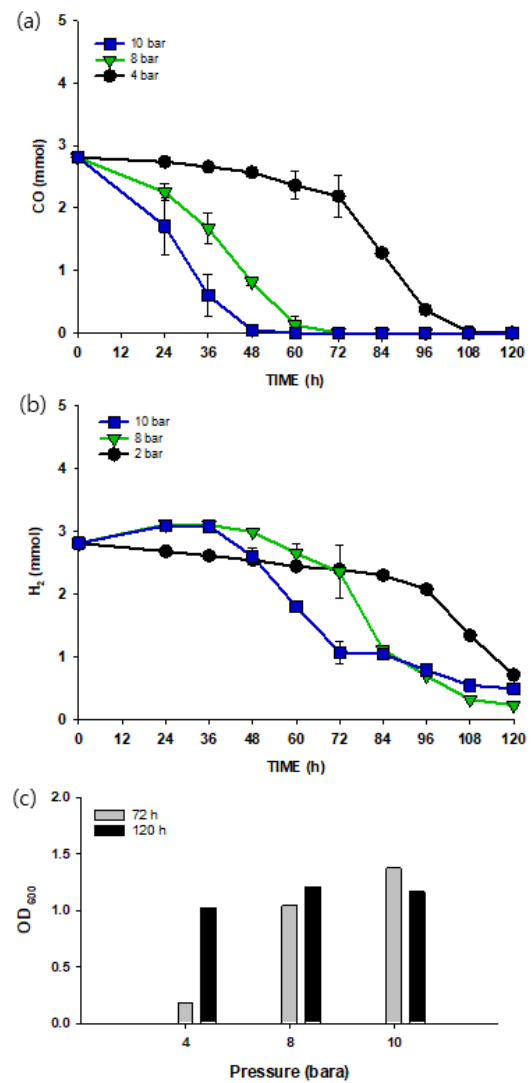 (a)
5
4
3
2
1
0
CO (mmol)
10 bar
8 bar
4 bar
0 12 24 36 48 60 72 84 96 108 120
TIME (h)
(b)
5
4
3
2
1
0
H₂ (mmol)
10 bar
8 bar
2 bar
0 12 24 36 48 60 72 84 96 108 120
TIME (h)
(c)
2.0
1.5
1.0
0.5
0.0
OD₆₀₀
72 h
120 h
4 8 10
Pressure (bara)